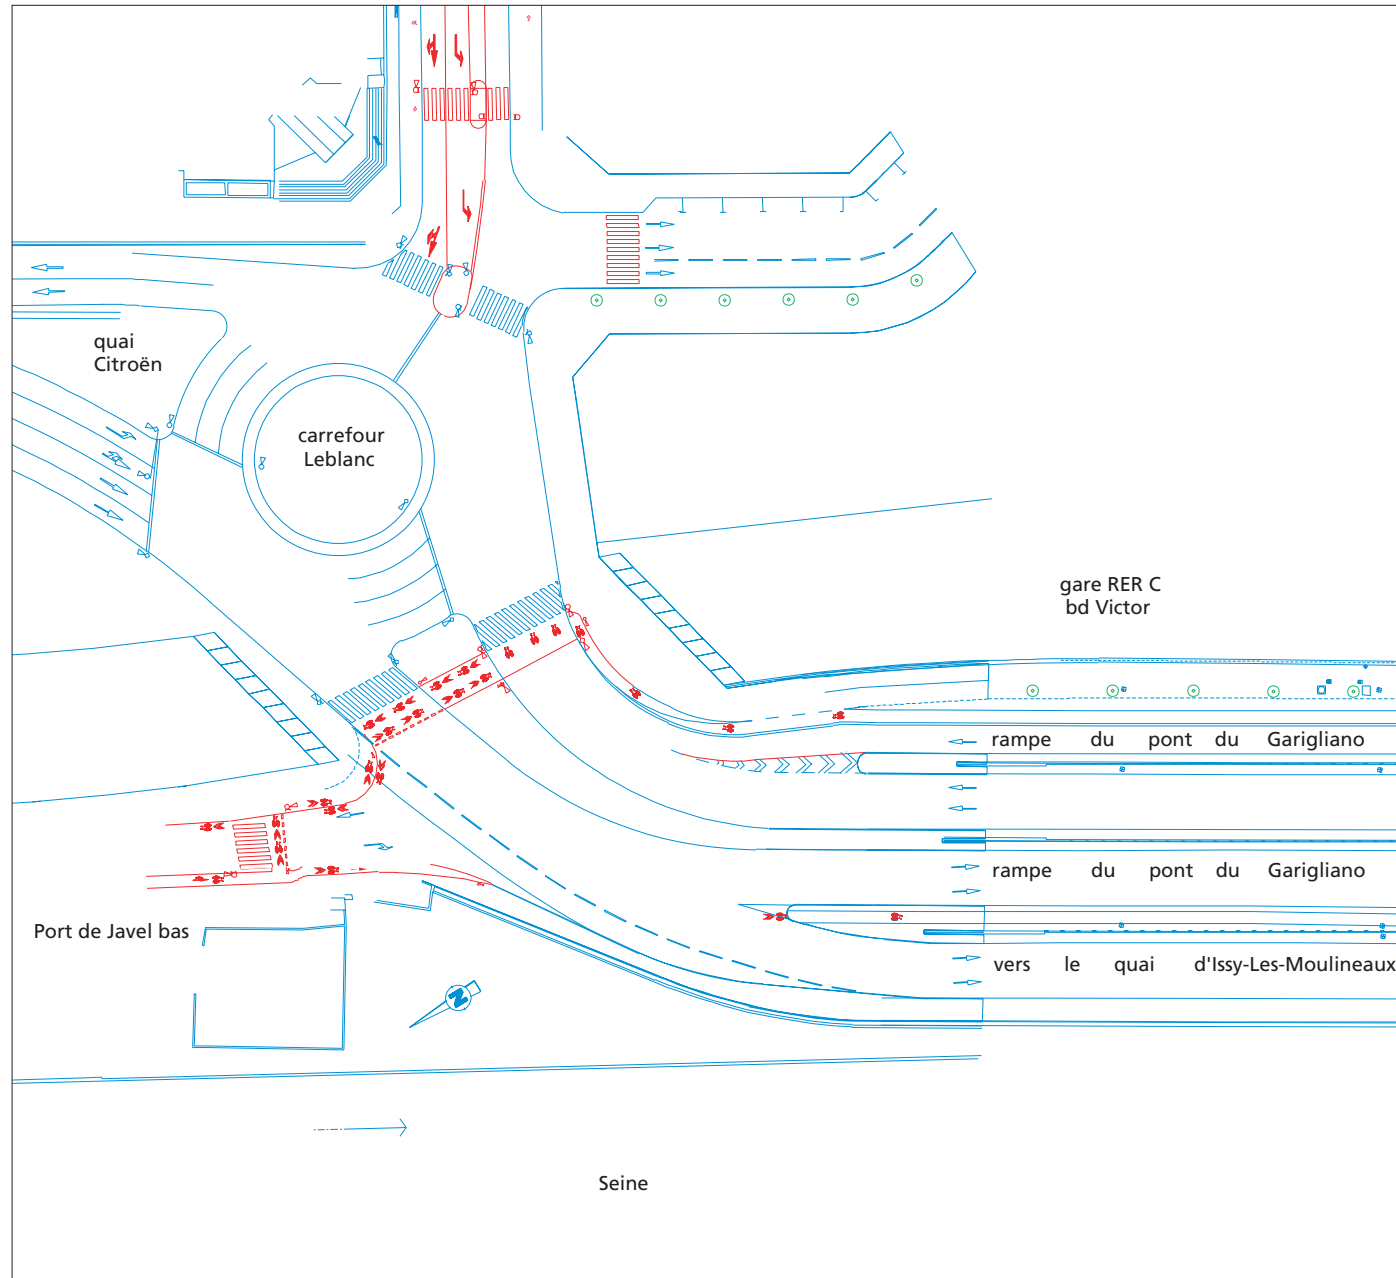 quai
Citroën
carrefour
Leblanc
gare RER C
bd Victor
rampe du pont du Garigliano
rampe du pont du Garigliano
Port de Javel bas
vers le quai d'Issy-Les-Moulineaux
N
Seine